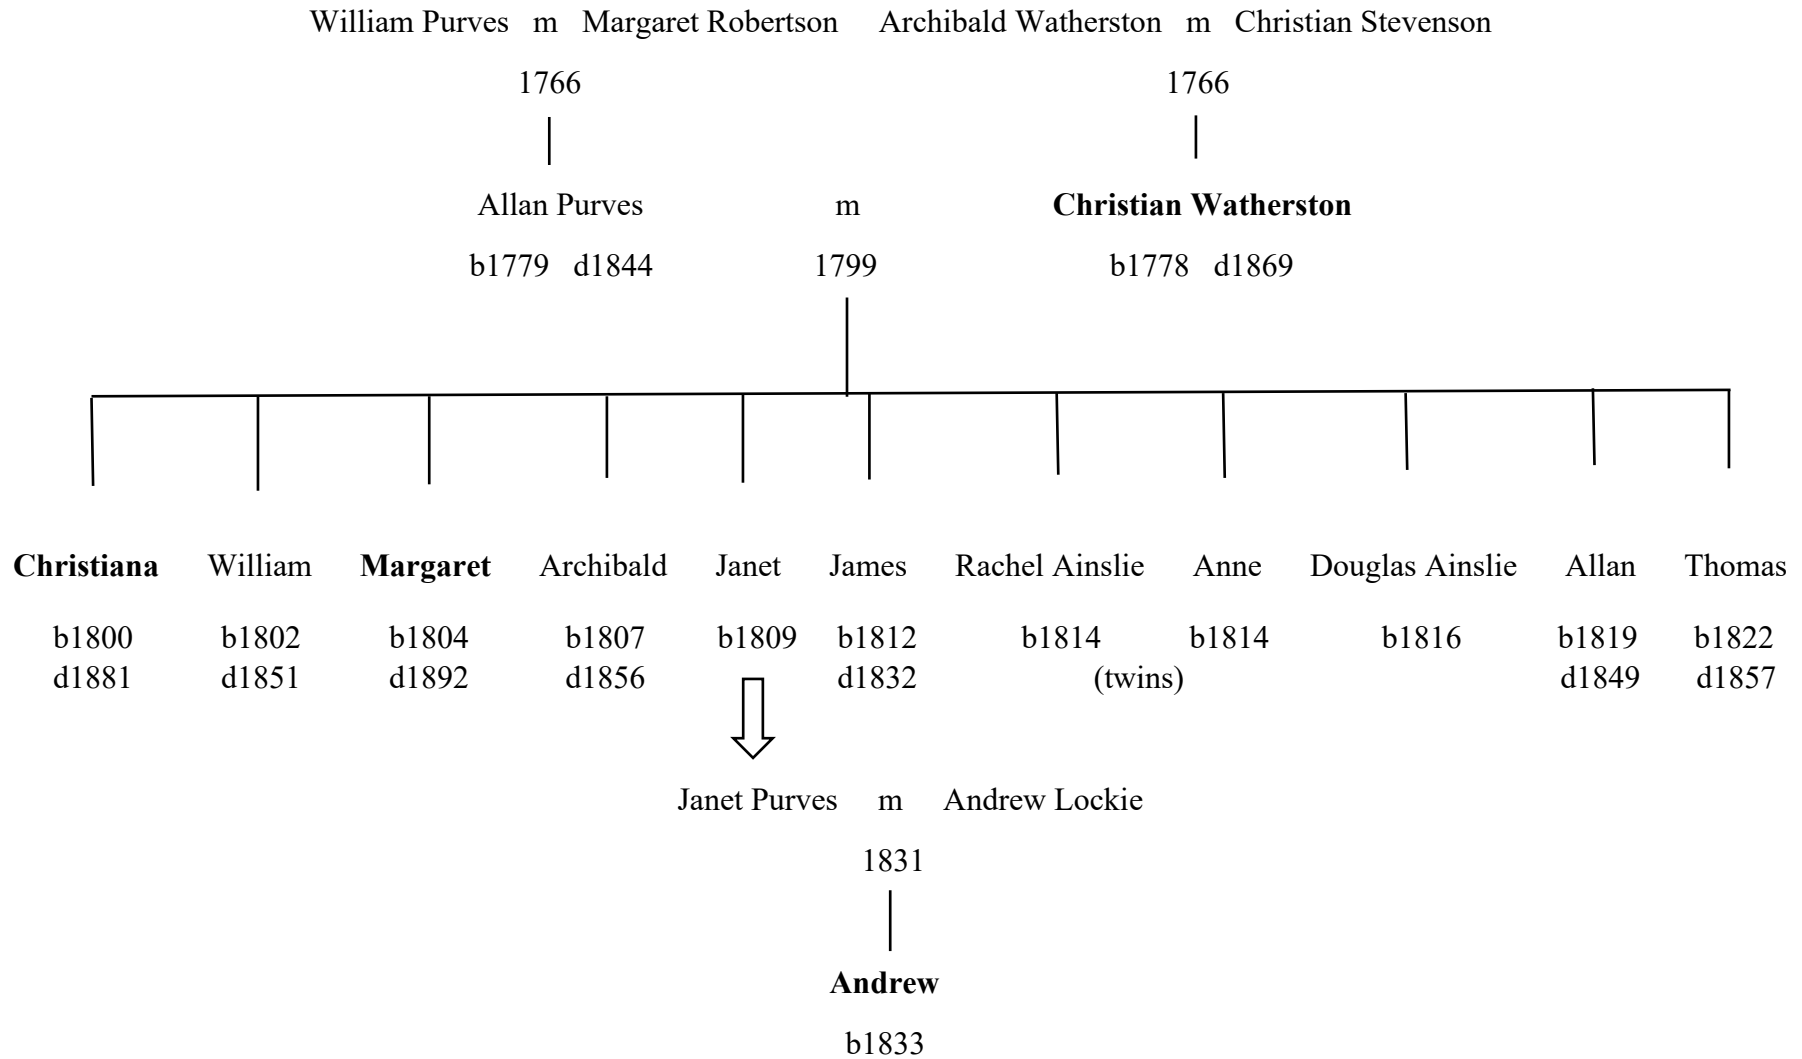 William Purves m Margaret Robertson Archibald Watherston m Christian Stevenson
1766 1766
Allan Purves m Christian Watherston
b1779 d1844 1799 b1778 d1869
Christiana William Margaret Archibald Janet James Rachel Ainslie Anne Douglas Ainslie Allan Thomas
b1800 b1802 b1804 b1807 b1809 b1812 b1814 b1814 b1816 b1819 b1822
d1881 d1851 d1892 d1856 d1832 (twins) d1849 d1857
Janet Purves m Andrew Lockie
1831
Andrew
b1833